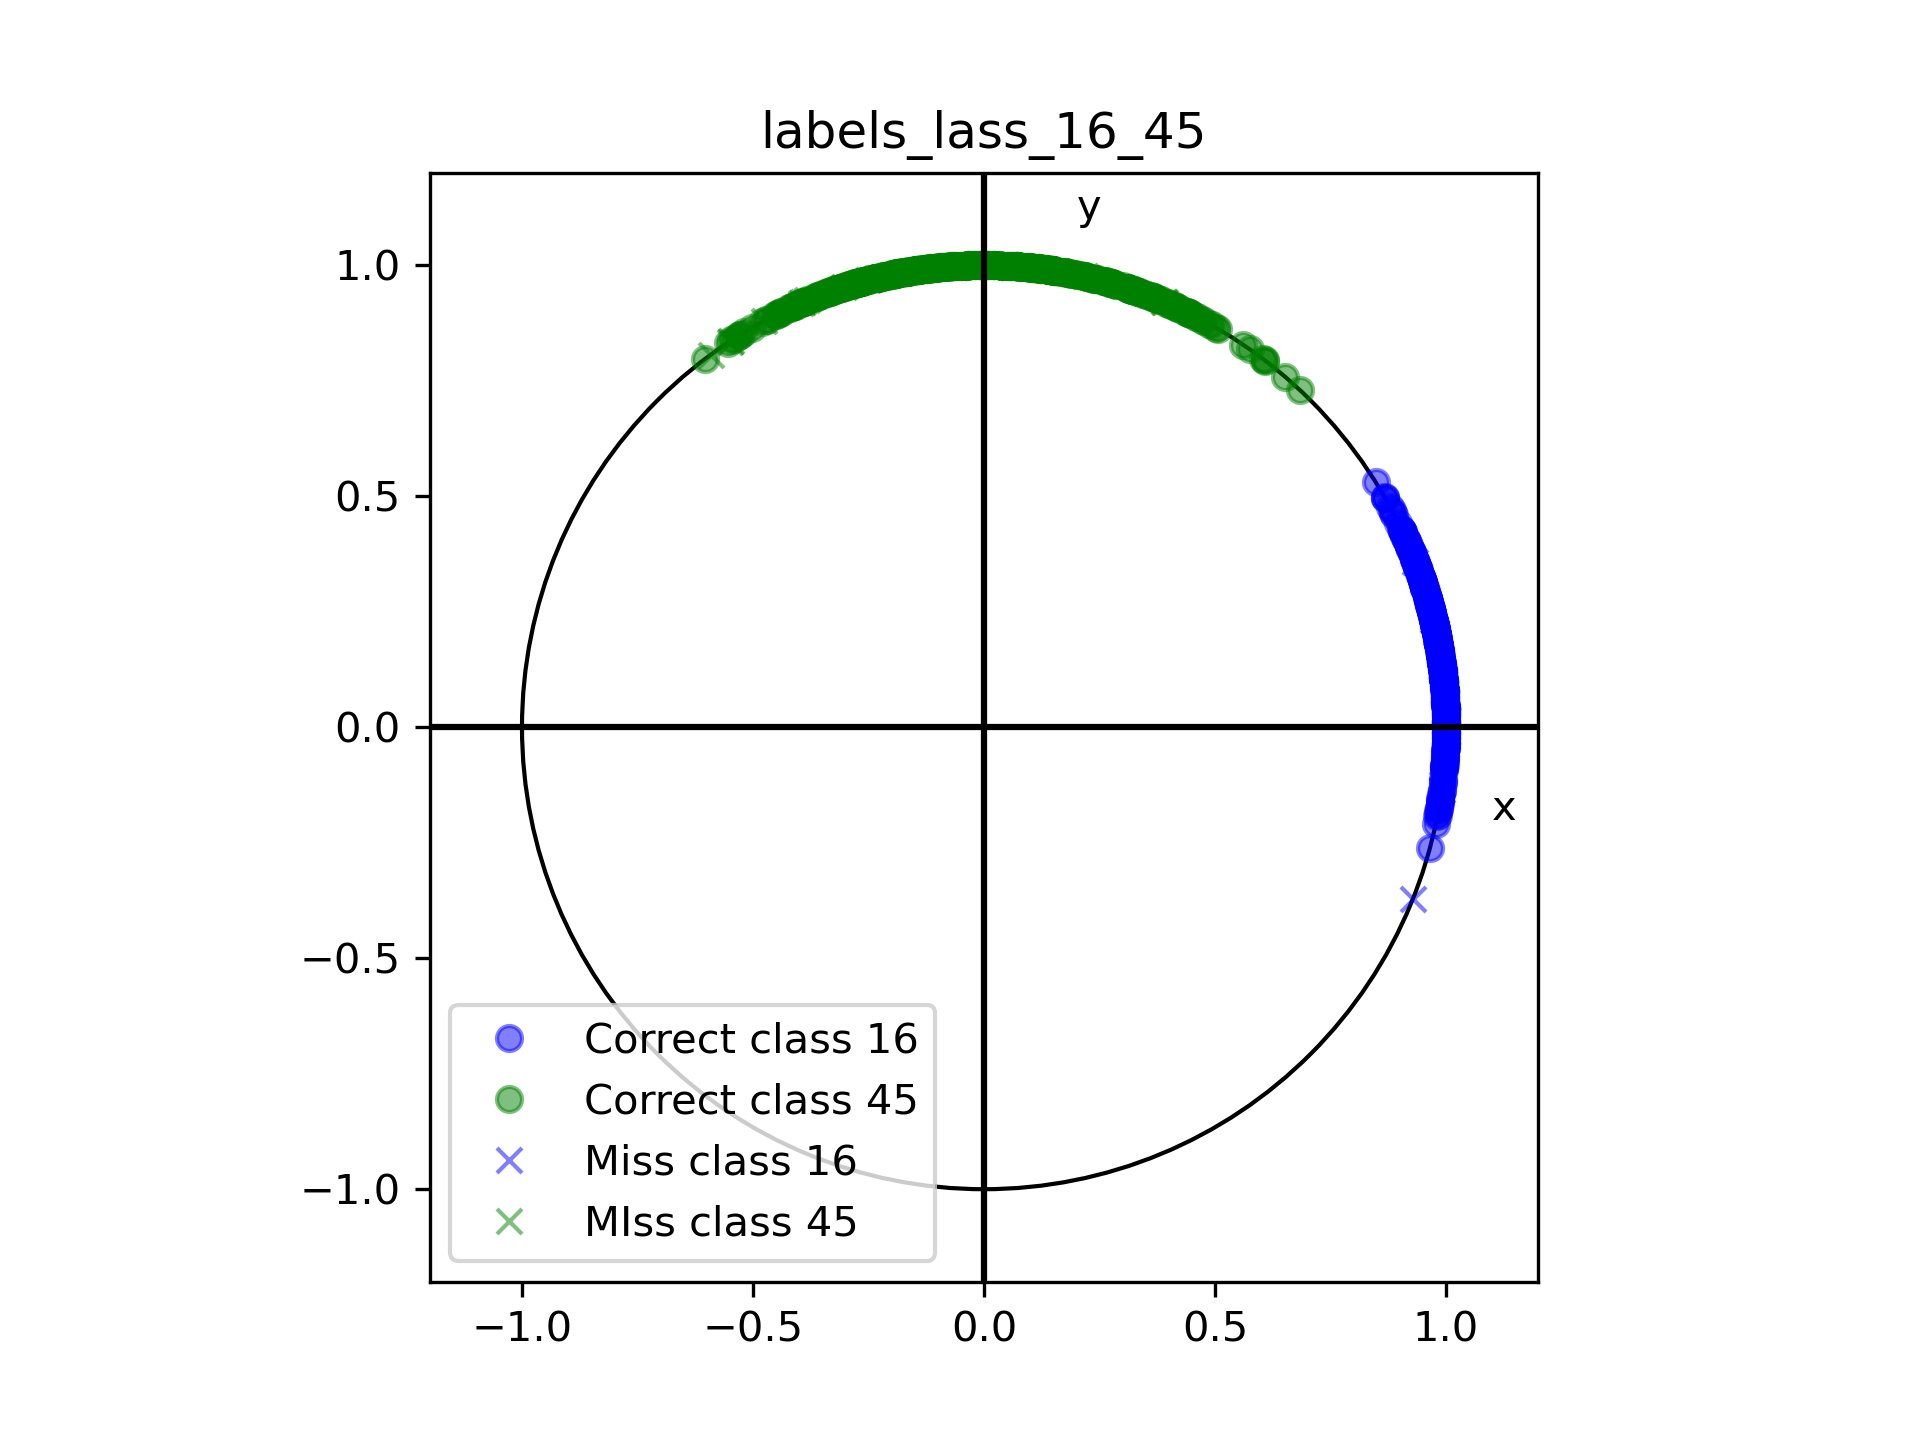 labels_lass_16_45
y
1.0
0.5
0.0
x
−0.5
−1.0
Correct class 16
Correct class 45
Miss class 16
MIss class 45
−1.0 −0.5 0.0 0.5 1.0